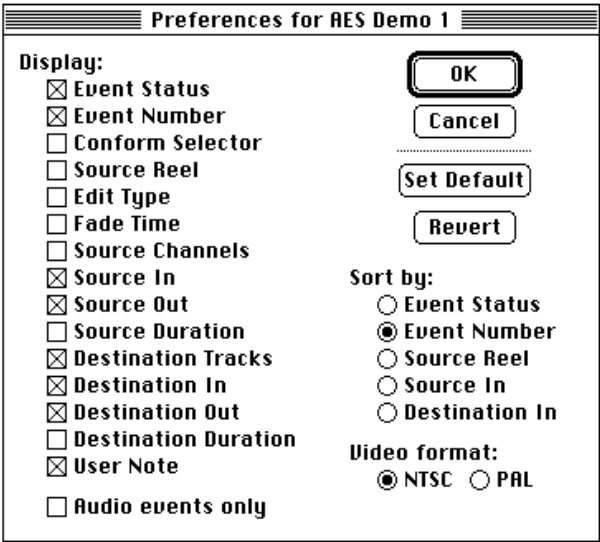 Preferences for AES Demo 1
Display:
Event Status
Event Number
Conform Selector
Source Reel
Edit Type
Fade Time
Source Channels
Source In
Source Out
Source Duration
Destination Tracks
Destination In
Destination Out
Destination Duration
User Note
Audio events only
OK
Cancel
Set Default
Revert
Sort by:
Event Status
Event Number
Source Reel
Source In
Destination In
Video format:
NTSC PAL